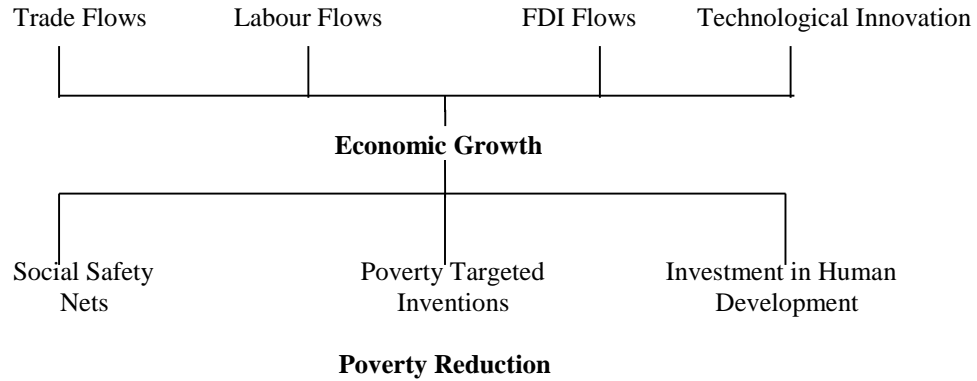 Trade Flows Labour Flows FDI Flows Technological Innovation
Economic Growth
Social Safety Poverty Targeted Investment in Human
Nets Inventions Development
Poverty Reduction